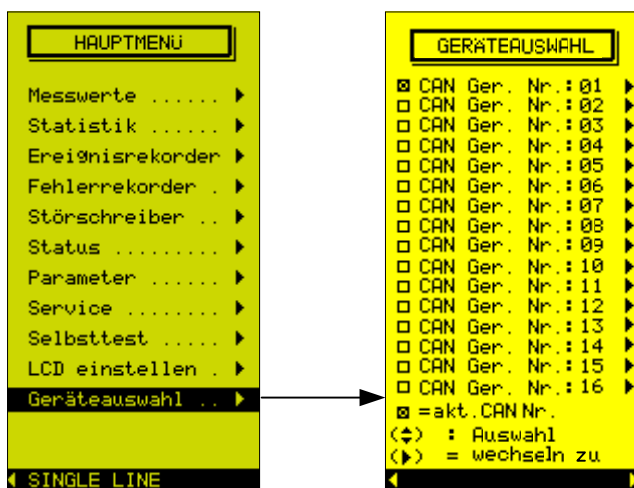 HAUPTMENÜ
Messwerte ...... ▶
Statistik ...... ▶
Ereignisrekorder ▶
Fehlerrekorder . ▶
Störschreiber .. ▶
Status ......... ▶
Parameter ...... ▶
Service ........ ▶
Selbsttest ..... ▶
LCD einstellen . ▶
Geräteauswahl .. ▶
◀ SINGLE LINE
GERÄTEAUSWAHL
☒ CAN Ger. Nr.:01 ▶
☐ CAN Ger. Nr.:02 ▶
☐ CAN Ger. Nr.:03 ▶
☐ CAN Ger. Nr.:04 ▶
☐ CAN Ger. Nr.:05 ▶
☐ CAN Ger. Nr.:06 ▶
☐ CAN Ger. Nr.:07 ▶
☐ CAN Ger. Nr.:08 ▶
☐ CAN Ger. Nr.:09 ▶
☐ CAN Ger. Nr.:10 ▶
☐ CAN Ger. Nr.:11 ▶
☐ CAN Ger. Nr.:12 ▶
☐ CAN Ger. Nr.:13 ▶
☐ CAN Ger. Nr.:14 ▶
☐ CAN Ger. Nr.:15 ▶
☐ CAN Ger. Nr.:16 ▶
☒ =akt.CAN Nr.
(♦) : Auswahl
(▶) = wechseln zu